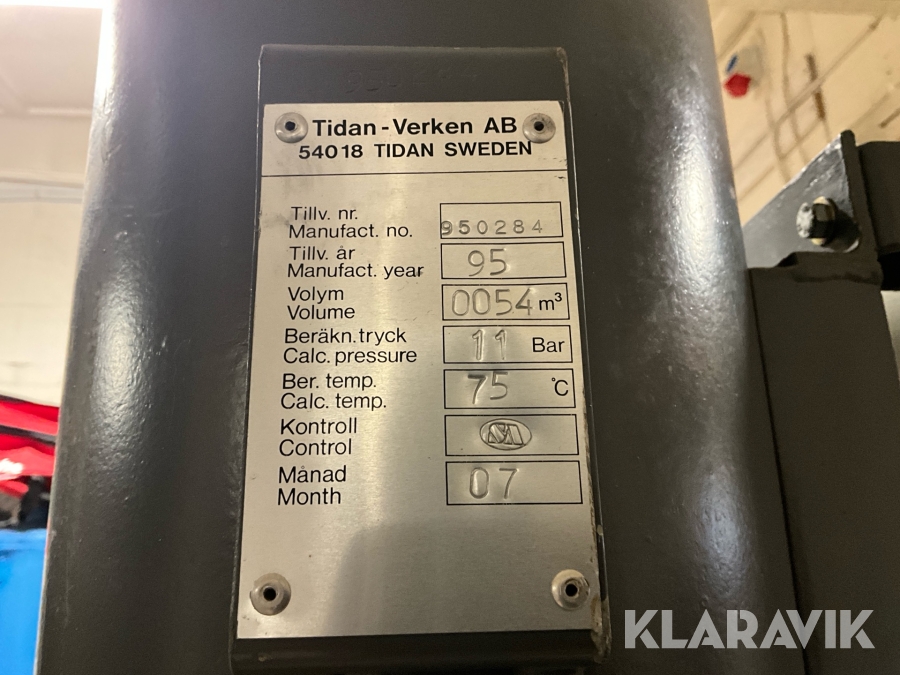 Tidan-Verken AB
54018 TIDAN SWEDEN
Tillv. nr.
Manufact. no. 950284
Tillv. år
Manufact. year 95
Volym
Volume 0054 m³
Beräkn. tryck
Calc. pressure 11 Bar
Ber. temp.
Calc. temp. 75 °C
Kontroll
Control
Månad
Month 07
KLARAVIK